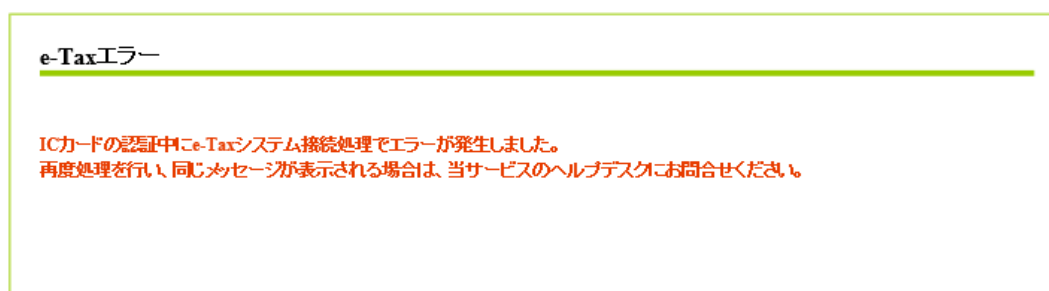 e-Taxエラー
ICカードの認証中にe-Taxシステム接続処理でエラーが発生しました。
再度処理を行い、同じメッセージが表示される場合は、当サービスのヘルプデスクにお問合せください。